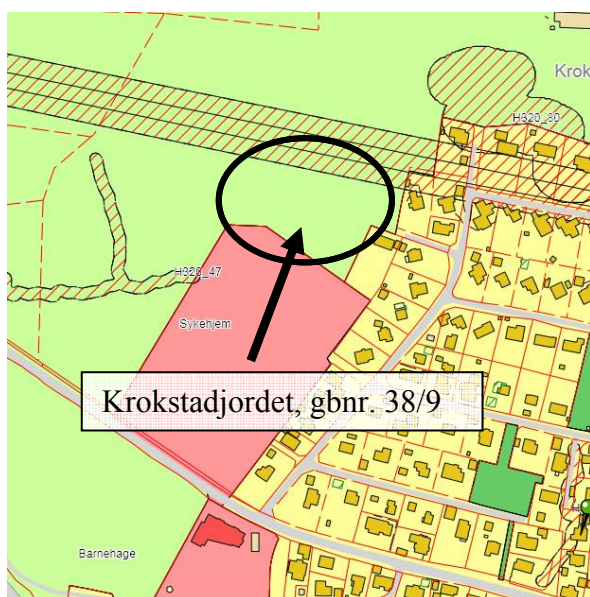 Krok
H320_80
H320_47
Sykehjem
Krokstadjordet, gbnr. 38/9
Barnehage